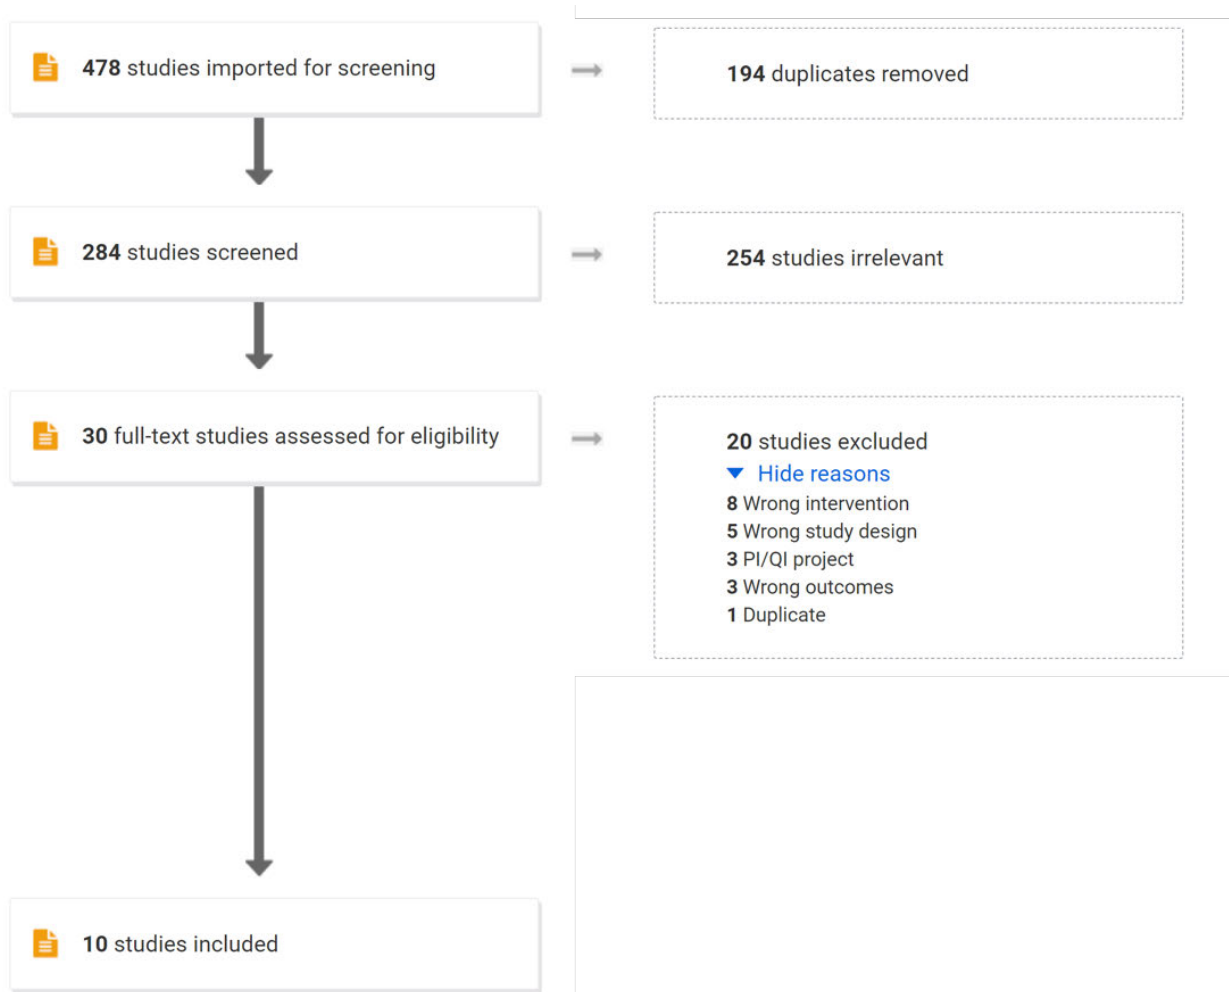 478 studies imported for screening
194 duplicates removed
284 studies screened
254 studies irrelevant
30 full-text studies assessed for eligibility
20 studies excluded
Hide reasons
8 Wrong intervention
5 Wrong study design
3 PI/QI project
3 Wrong outcomes
1 Duplicate
10 studies included